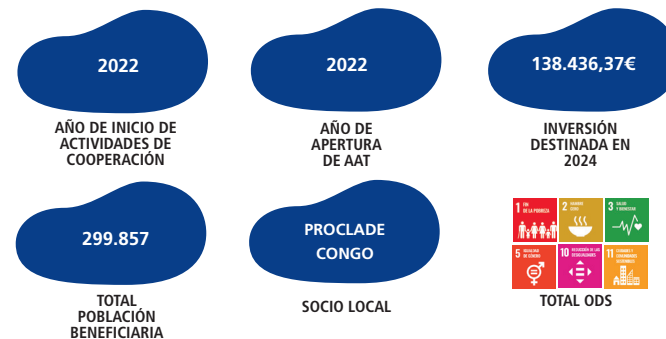 2022
AÑO DE INICIO DE
ACTIVIDADES DE
COOPERACIÓN
2022
AÑO DE
APERTURA
DE AAT
138.436,37€
INVERSIÓN
DESTINADA EN
2024
299.857
TOTAL
POBLACIÓN
BENEFICIARIA
PROCLADE
CONGO
SOCIO LOCAL
1 FIN
DE LA POBREZA
2 HAMBRE
CERO
3 SALUD
Y BIENESTAR
5 IGUALDAD
DE GÉNERO
10 REDUCCIÓN DE LAS
DESIGUALDADES
11 CIUDADES Y
COMUNIDADES
SOSTENIBLES
TOTAL ODS